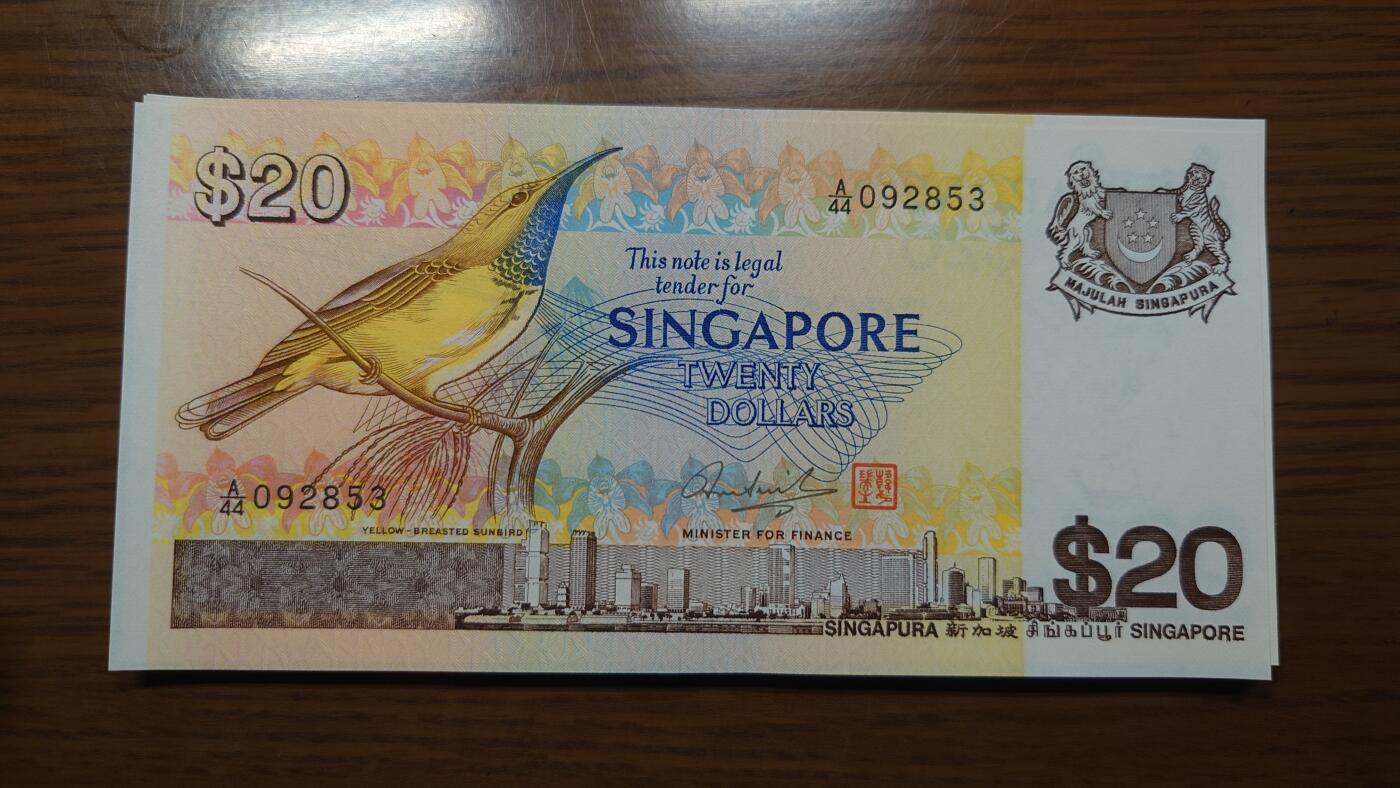 $20
A/44 092853
This note is legal
tender for
SINGAPORE
TWENTY
DOLLARS
MAJULAH SINGAPURA
A/44 092853
YELLOW-BREASTED SUNBIRD
MINISTER FOR FINANCE
$20
SINGAPURA 新加坡 சிங்கப்பூர் SINGAPORE